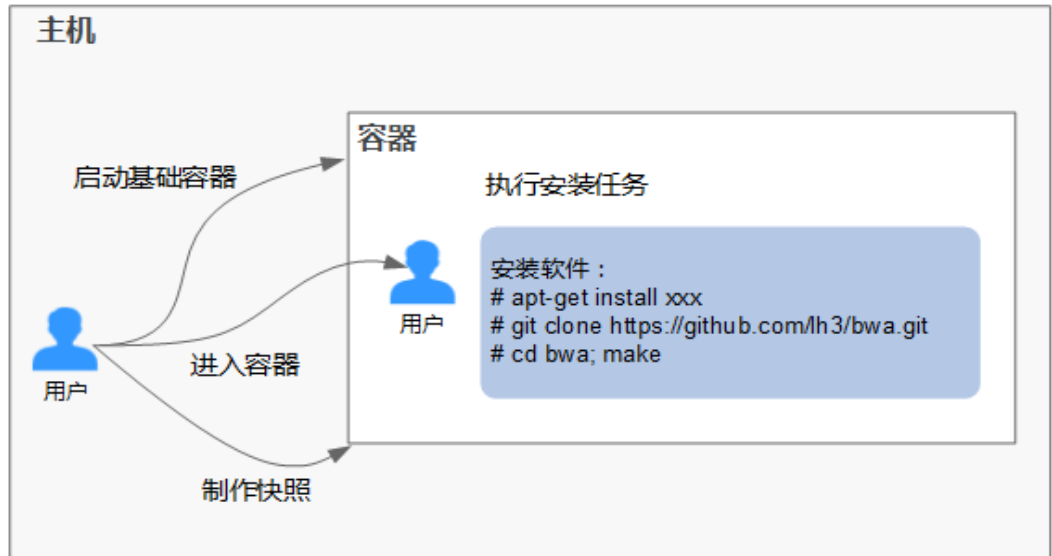 主机
容器
启动基础容器
执行安装任务
安装软件：
# apt-get install xxx
# git clone https://github.com/lh3/bwa.git
# cd bwa; make
用户
进入容器
用户
制作快照